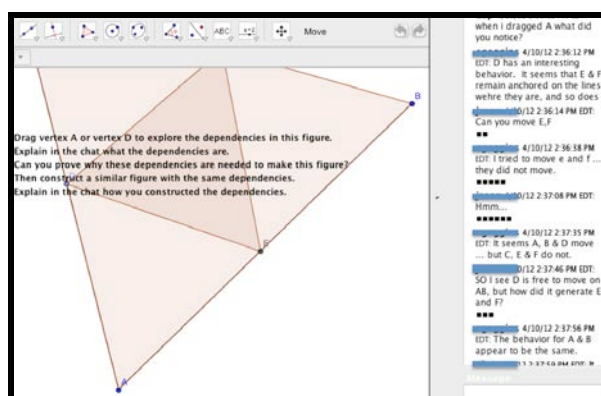 ABC
a=2
Move
B
Drag vertex A or vertex D to explore the dependencies in this figure.
Explain in the chat what the dependencies are.
Can you prove why these dependencies are needed to make this figure?
Then construct a similar figure with the same dependencies.
Explain in the chat how you constructed the dependencies.
A
when i dragged A what did
you notice?
4/10/12 2:36:12 PM
EDT: D has an interesting
behavior. It seems that E & F
remain anchored on the lines
wehre they are, and so does
0/12 2:36:14 PM EDT:
Can you move E,F
4/10/12 2:36:38 PM
EDT: I tried to move e and f ...
they did not move.
0/12 2:37:08 PM EDT:
Hmm...
4/10/12 2:37:35 PM
EDT: It seems A, B & D move
... but C, E & F do not.
0/12 2:37:46 PM EDT:
SO I see D is free to move on
AB, but how did it generate E
and F?
4/10/12 2:37:56 PM
EDT: The behavior for A & B
appear to be the same.
Message